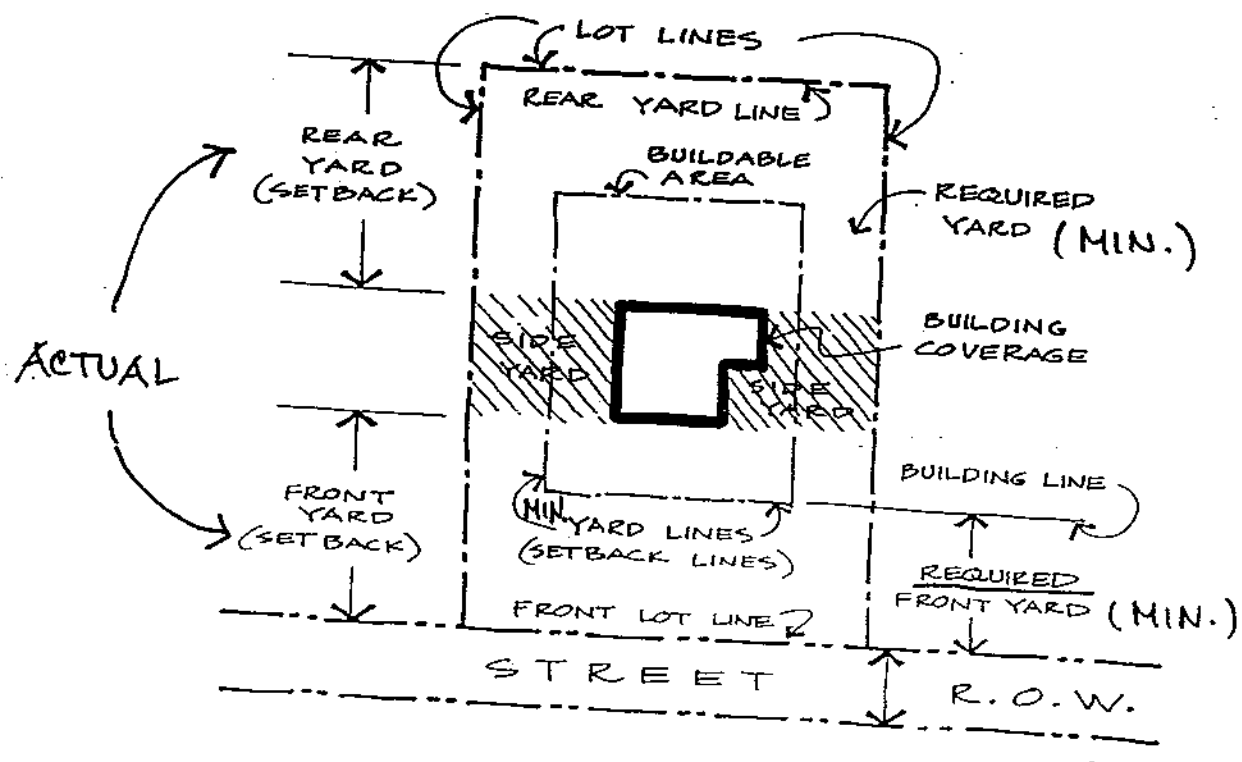 LOT LINES
REAR YARD LINE
REAR
YARD
(SETBACK)
BUILDABLE
AREA
REQUIRED
YARD (MIN.)
BUILDING
COVERAGE
SIDE
YARD
SIDE
YARD
ACTUAL
BUILDING LINE
FRONT
YARD
(SETBACK)
MIN. YARD LINES
(SETBACK LINES)
REQUIRED
FRONT YARD (MIN.)
FRONT LOT LINE
STREET
R.O.W.